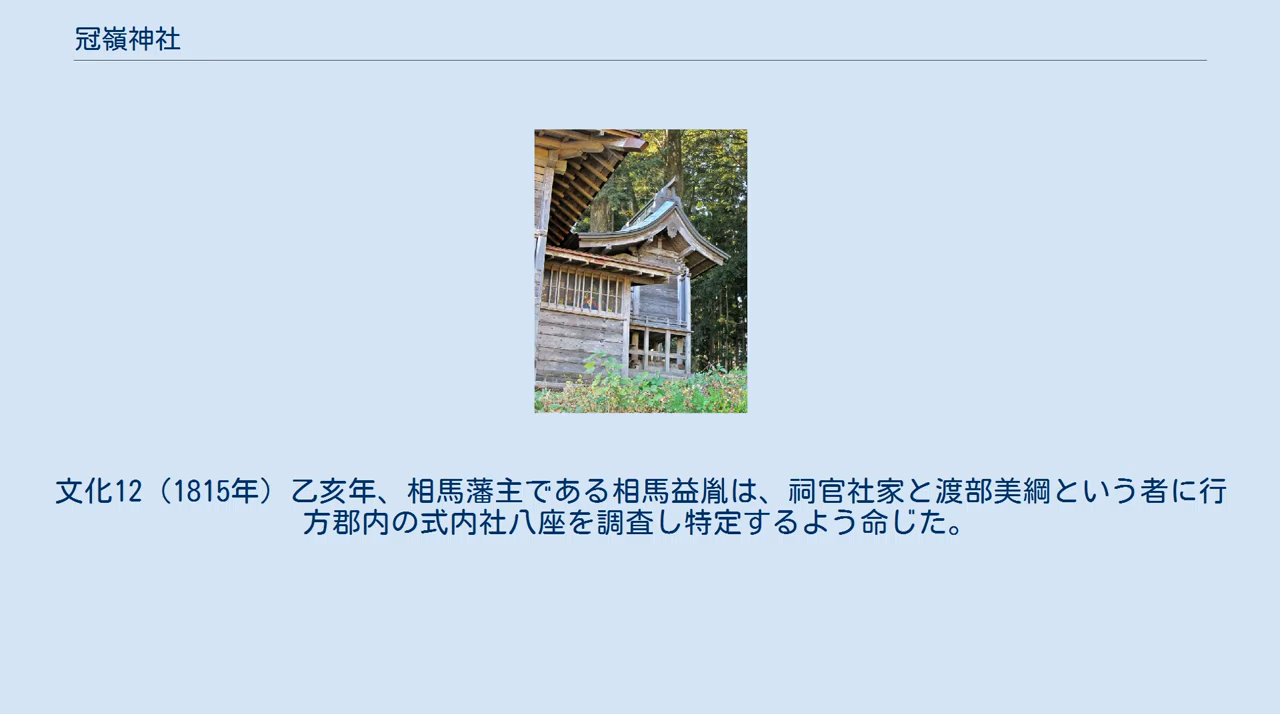 冠嶺神社
文化12（1815年）乙亥年、相馬藩主である相馬益胤は、祠官社家と渡部美綱という者に行
方郡内の式内社八座を調査し特定するよう命じた。